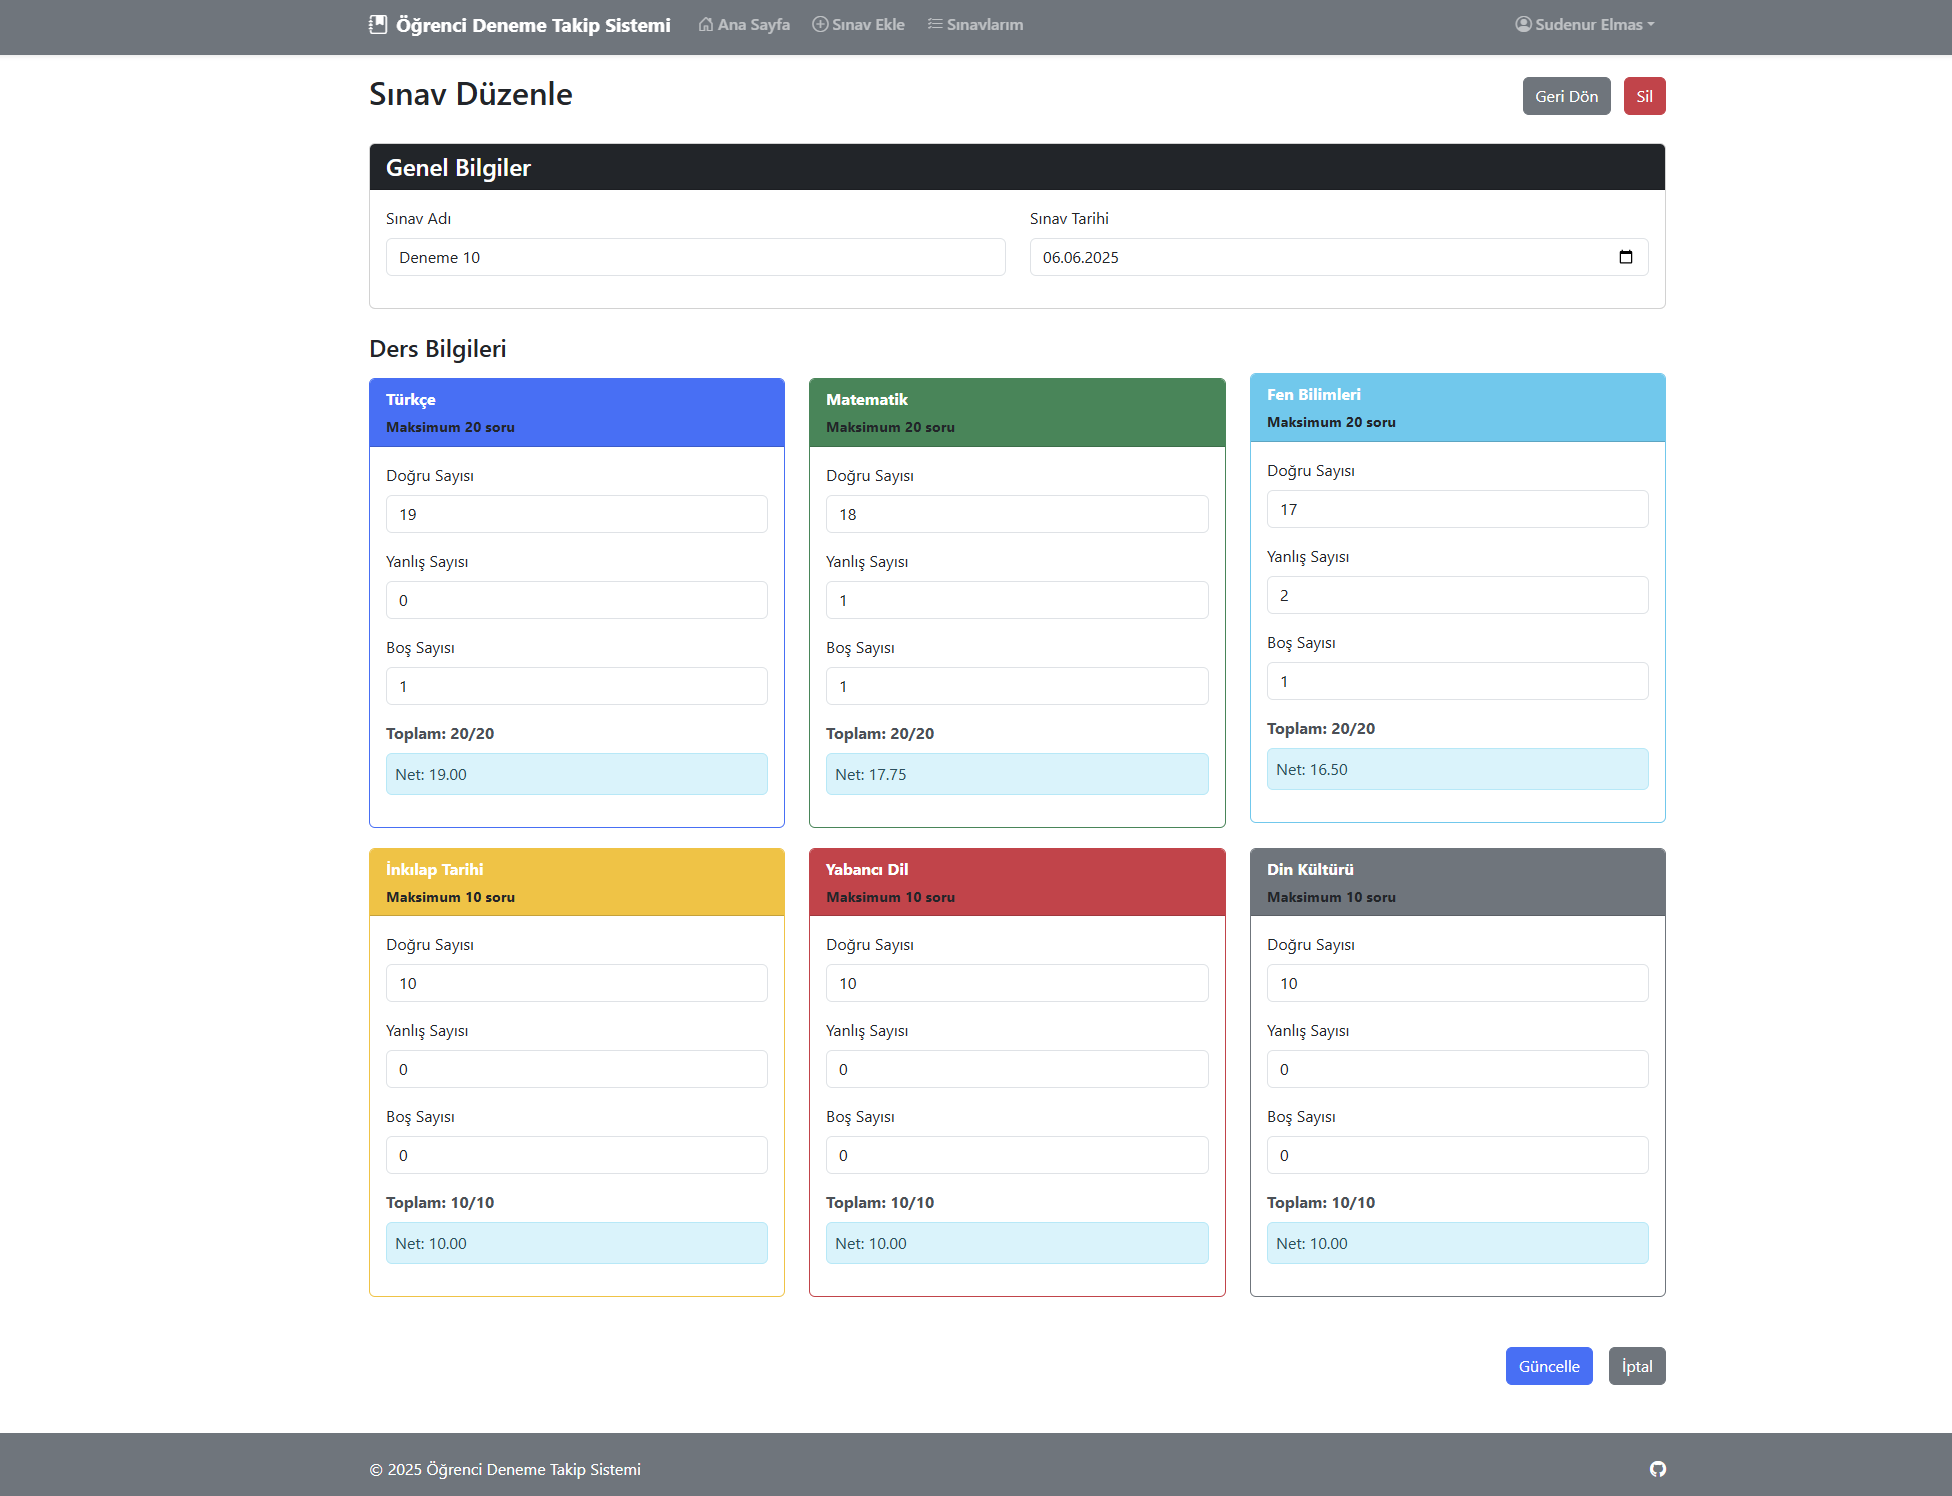 Öğrenci Deneme Takip Sistemi Ana Sayfa Sınav Ekle Sınavlarım Sudenur Elmas
Sınav Düzenle
Geri Dön Sil
Genel Bilgiler
Sınav Adı
Deneme 10
Sınav Tarihi
06.06.2025
Ders Bilgileri
Türkçe
Maksimum 20 soru
Doğru Sayısı
19
Yanlış Sayısı
0
Boş Sayısı
1
Toplam: 20/20
Net: 19.00
Matematik
Maksimum 20 soru
Doğru Sayısı
18
Yanlış Sayısı
1
Boş Sayısı
1
Toplam: 20/20
Net: 17.75
Fen Bilimleri
Maksimum 20 soru
Doğru Sayısı
17
Yanlış Sayısı
2
Boş Sayısı
1
Toplam: 20/20
Net: 16.50
İnkılap Tarihi
Maksimum 10 soru
Doğru Sayısı
10
Yanlış Sayısı
0
Boş Sayısı
0
Toplam: 10/10
Net: 10.00
Yabancı Dil
Maksimum 10 soru
Doğru Sayısı
10
Yanlış Sayısı
0
Boş Sayısı
0
Toplam: 10/10
Net: 10.00
Din Kültürü
Maksimum 10 soru
Doğru Sayısı
10
Yanlış Sayısı
0
Boş Sayısı
0
Toplam: 10/10
Net: 10.00
Güncelle İptal
© 2025 Öğrenci Deneme Takip Sistemi